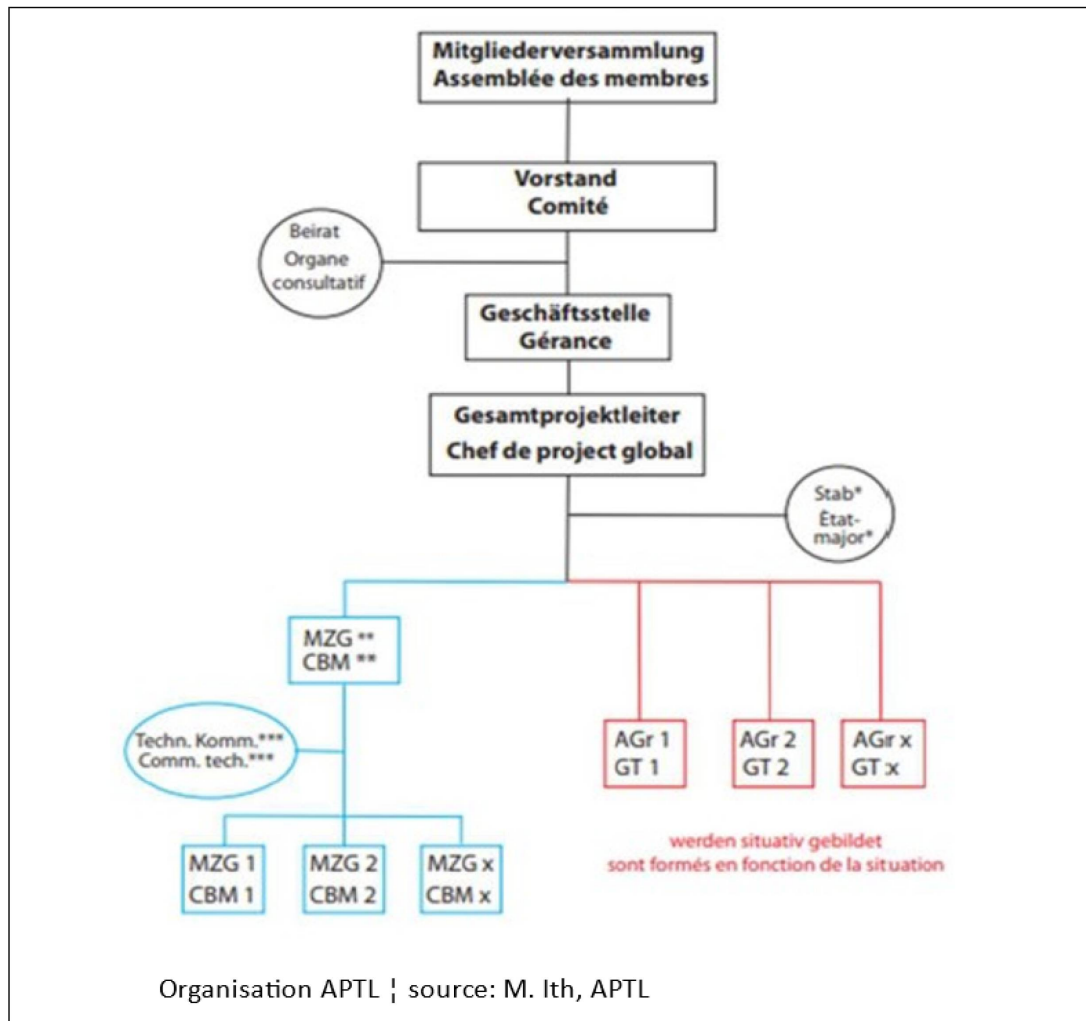 Mitgliederversammlung
Assemblée des membres
Vorstand
Comité
Beirat
Organe
consultatif
Geschäftsstelle
Gérance
Gesamtprojektleiter
Chef de project global
Stab*
Ètat-
major*
MZG **
CBM **
Techn. Komm.***
Comm. tech.***
AGr 1
GT 1
AGr 2
GT 2
AGr x
GT x
werden situativ gebildet
sont formés en fonction de la situation
MZG 1
CBM 1
MZG 2
CBM 2
MZG x
CBM x
Organisation APTL ¦ source: M. Ith, APTL